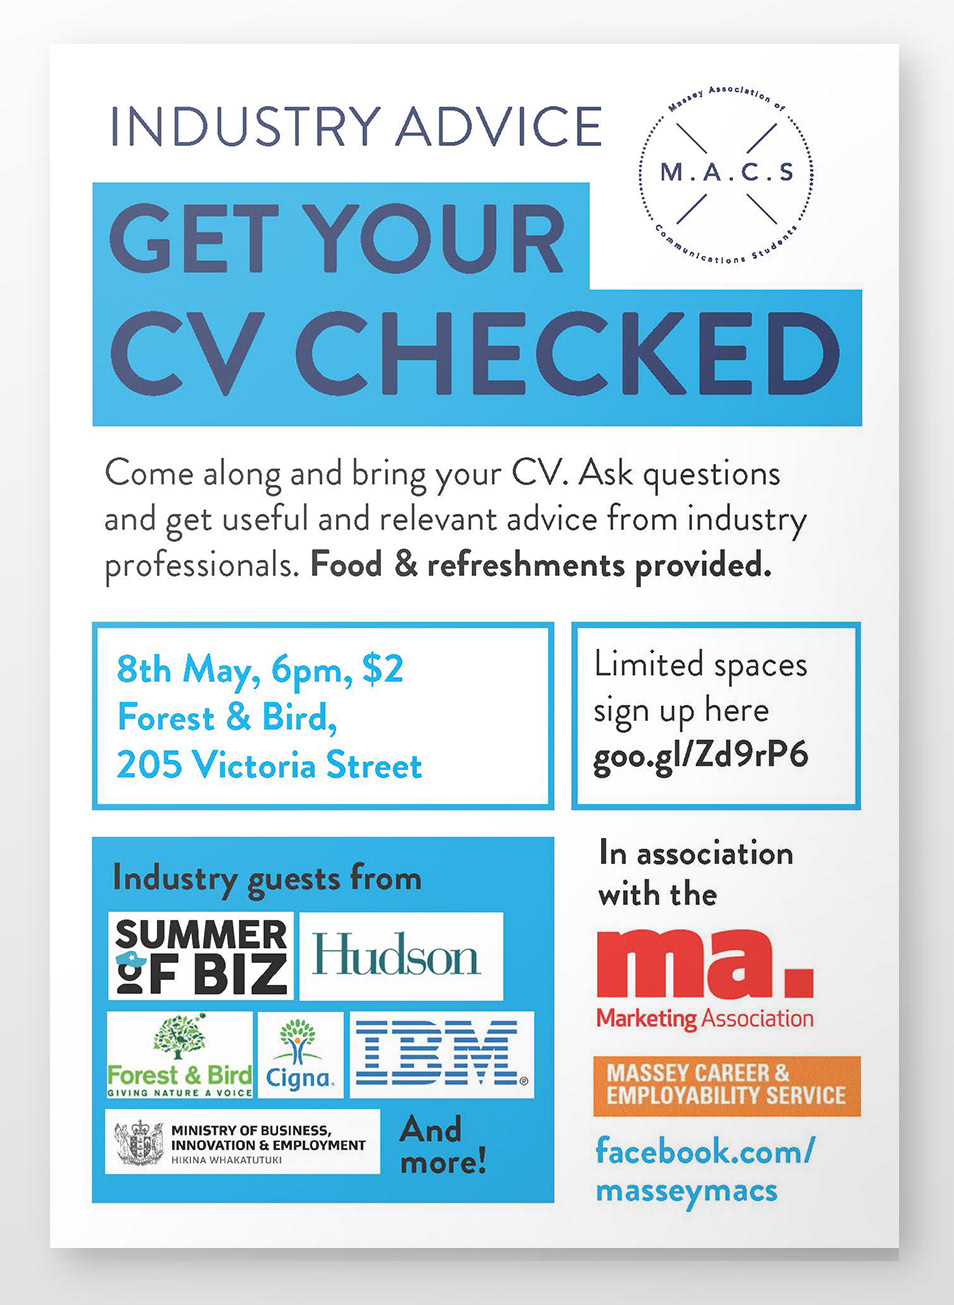 INDUSTRY ADVICE
Massey Association of
M.A.C.S
Communications Students
GET YOUR
CV CHECKED
Come along and bring your CV. Ask questions
and get useful and relevant advice from industry
professionals. Food & refreshments provided.
8th May, 6pm, $2
Forest & Bird,
205 Victoria Street
Limited spaces
sign up here
goo.gl/Zd9rP6
Industry guests from
SUMMER
OF BIZ
Hudson
Forest & Bird
GIVING NATURE A VOICE
Cigna®
IBM®
MINISTRY OF BUSINESS,
INNOVATION & EMPLOYMENT
HIKINA WHAKATUTUKI
And
more!
In association
with the
ma.
Marketing Association
MASSEY CAREER &
EMPLOYABILITY SERVICE
facebook.com/
masseymacs